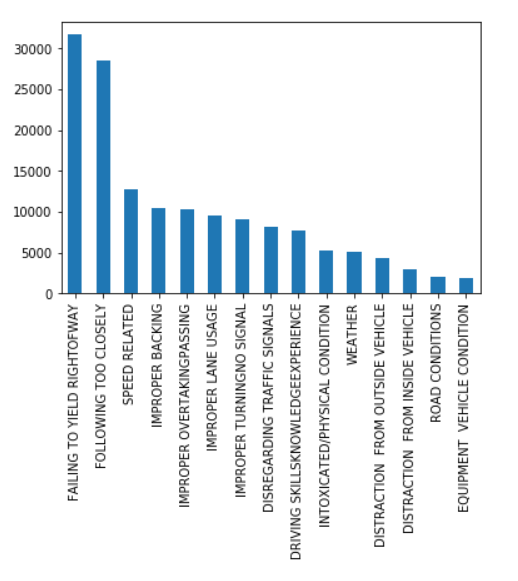 30000
25000
20000
15000
10000
5000
0
FAILING TO YIELD RIGHTOFWAY
FOLLOWING TOO CLOSELY
SPEED RELATED
IMPROPER BACKING
IMPROPER OVERTAKINGPASSING
IMPROPER LANE USAGE
IMPROPER TURNINGNO SIGNAL
DISREGARDING TRAFFIC SIGNALS
DRIVING SKILLSKNOWLEDGEEXPERIENCE
INTOXICATED/PHYSICAL CONDITION
WEATHER
DISTRACTION  FROM OUTSIDE VEHICLE
DISTRACTION  FROM INSIDE VEHICLE
ROAD CONDITIONS
EQUIPMENT  VEHICLE CONDITION